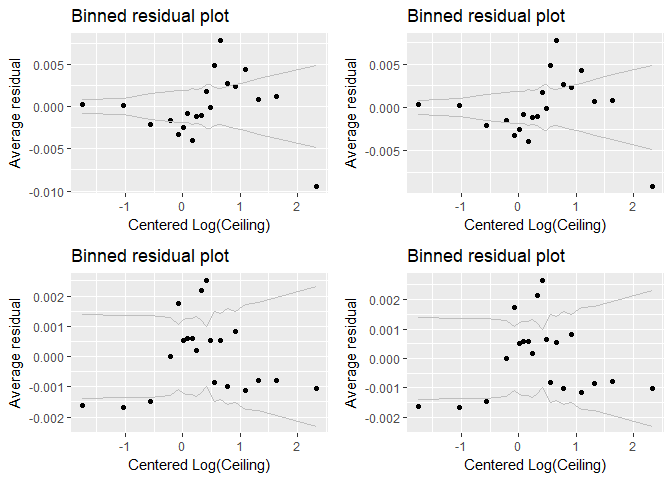 Binned residual plot
Average residual
0.005
0.000
-0.005
-0.010
-1
0
1
2
Centered Log(Ceiling)
Binned residual plot
Average residual
0.005
0.000
-0.005
-1
0
1
2
Centered Log(Ceiling)
Binned residual plot
Average residual
0.002
0.001
0.000
-0.001
-0.002
-1
0
1
2
Centered Log(Ceiling)
Binned residual plot
Average residual
0.002
0.001
0.000
-0.001
-0.002
-1
0
1
2
Centered Log(Ceiling)